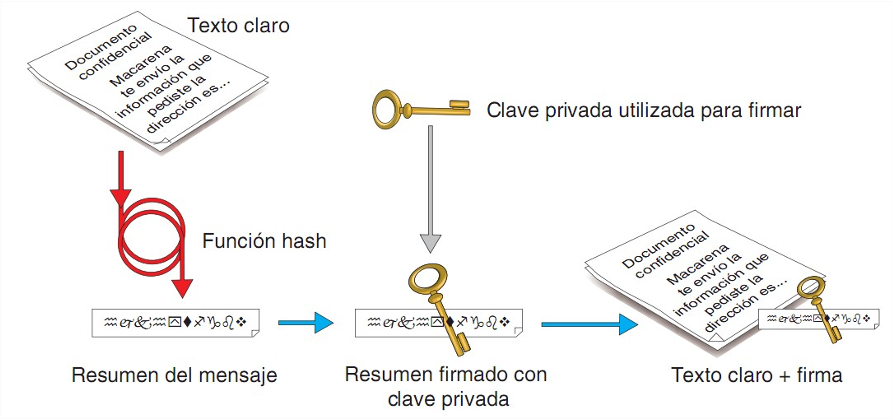 Texto claro
Documento
confidencial
Macarena
te envío la
información que
pediste la
dirección es...
Clave privada utilizada para firmar
Función hash
Resumen del mensaje
Resumen firmado con
clave privada
Documento
confidencial
Macarena
te envío la
información que
pediste la
dirección es...
Texto claro + firma